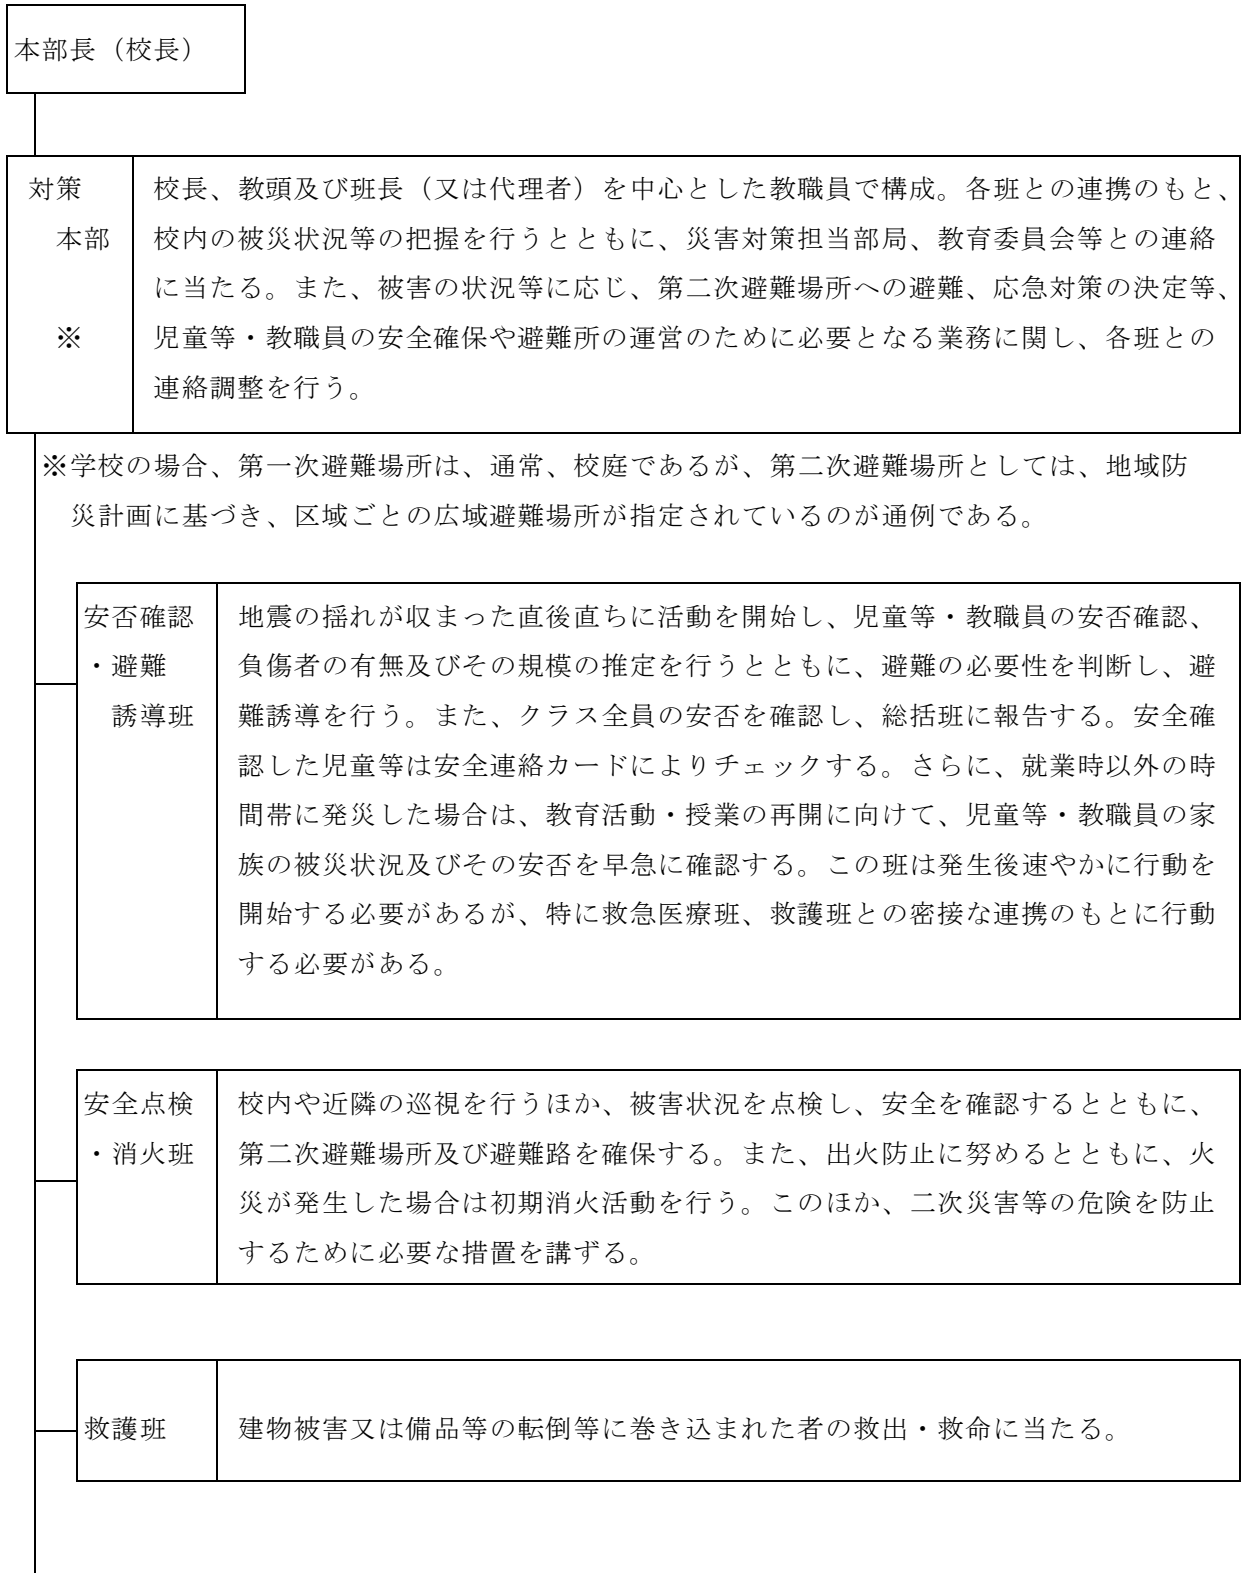 本部長（校長）
対策
本部
※
校長、教頭及び班長（又は代理者）を中心とした教職員で構成。各班との連携のもと、
校内の被災状況等の把握を行うとともに、災害対策担当部局、教育委員会等との連絡
に当たる。また、被害の状況等に応じ、第二次避難場所への避難、応急対策の決定等、
児童等・教職員の安全確保や避難所の運営のために必要となる業務に関し、各班との
連絡調整を行う。
※学校の場合、第一次避難場所は、通常、校庭であるが、第二次避難場所としては、地域防
災計画に基づき、区域ごとの広域避難場所が指定されているのが通例である。
安否確認
・避難
誘導班
地震の揺れが収まった直後直ちに活動を開始し、児童等・教職員の安否確認、
負傷者の有無及びその規模の推定を行うとともに、避難の必要性を判断し、避
難誘導を行う。また、クラス全員の安否を確認し、総括班に報告する。安全確
認した児童等は安全連絡カードによりチェックする。さらに、就業時以外の時
間帯に発災した場合は、教育活動・授業の再開に向けて、児童等・教職員の家
族の被災状況及びその安否を早急に確認する。この班は発生後速やかに行動を
開始する必要があるが、特に救急医療班、救護班との密接な連携のもとに行動
する必要がある。
安全点検
・消火班
校内や近隣の巡視を行うほか、被害状況を点検し、安全を確認するとともに、
第二次避難場所及び避難路を確保する。また、出火防止に努めるとともに、火
災が発生した場合は初期消火活動を行う。このほか、二次災害等の危険を防止
するために必要な措置を講ずる。
救護班
建物被害又は備品等の転倒等に巻き込まれた者の救出・救命に当たる。